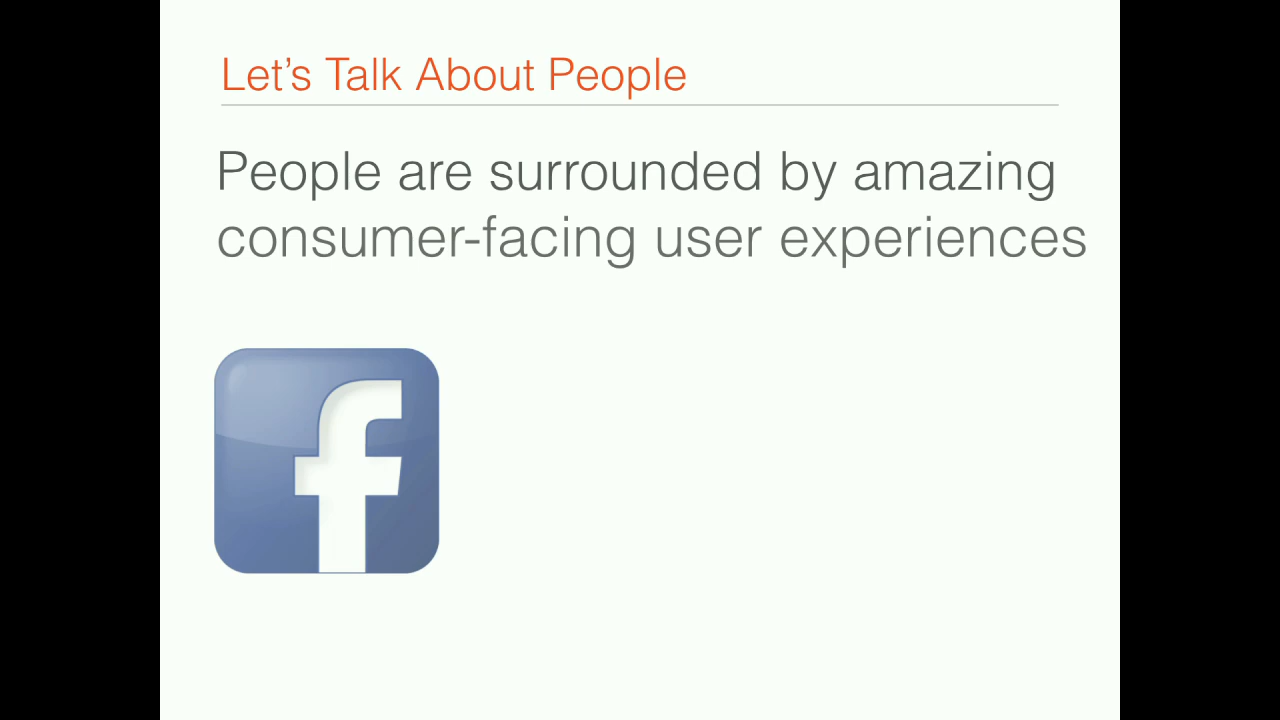 Let’s Talk About People
People are surrounded by amazing
consumer-facing user experiences
f